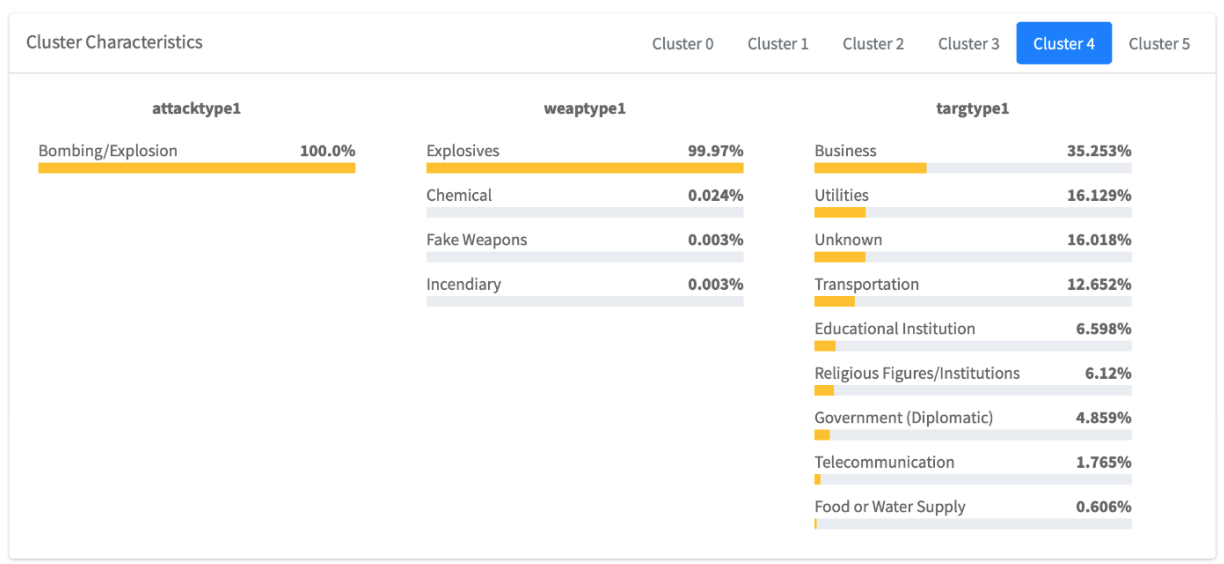 Cluster Characteristics Cluster 0 Cluster 1 Cluster 2 Cluster 3 Cluster 4 Cluster 5
attacktype1 weaptype1 targtype1
Bombing/Explosion 100.0% Explosives 99.97% Business 35.253%
Chemical 0.024% Utilities 16.129%
Fake Weapons 0.003% Unknown 16.018%
Incendiary 0.003% Transportation 12.652%
Educational Institution 6.598%
Religious Figures/Institutions 6.12%
Government (Diplomatic) 4.859%
Telecommunication 1.765%
Food or Water Supply 0.606%